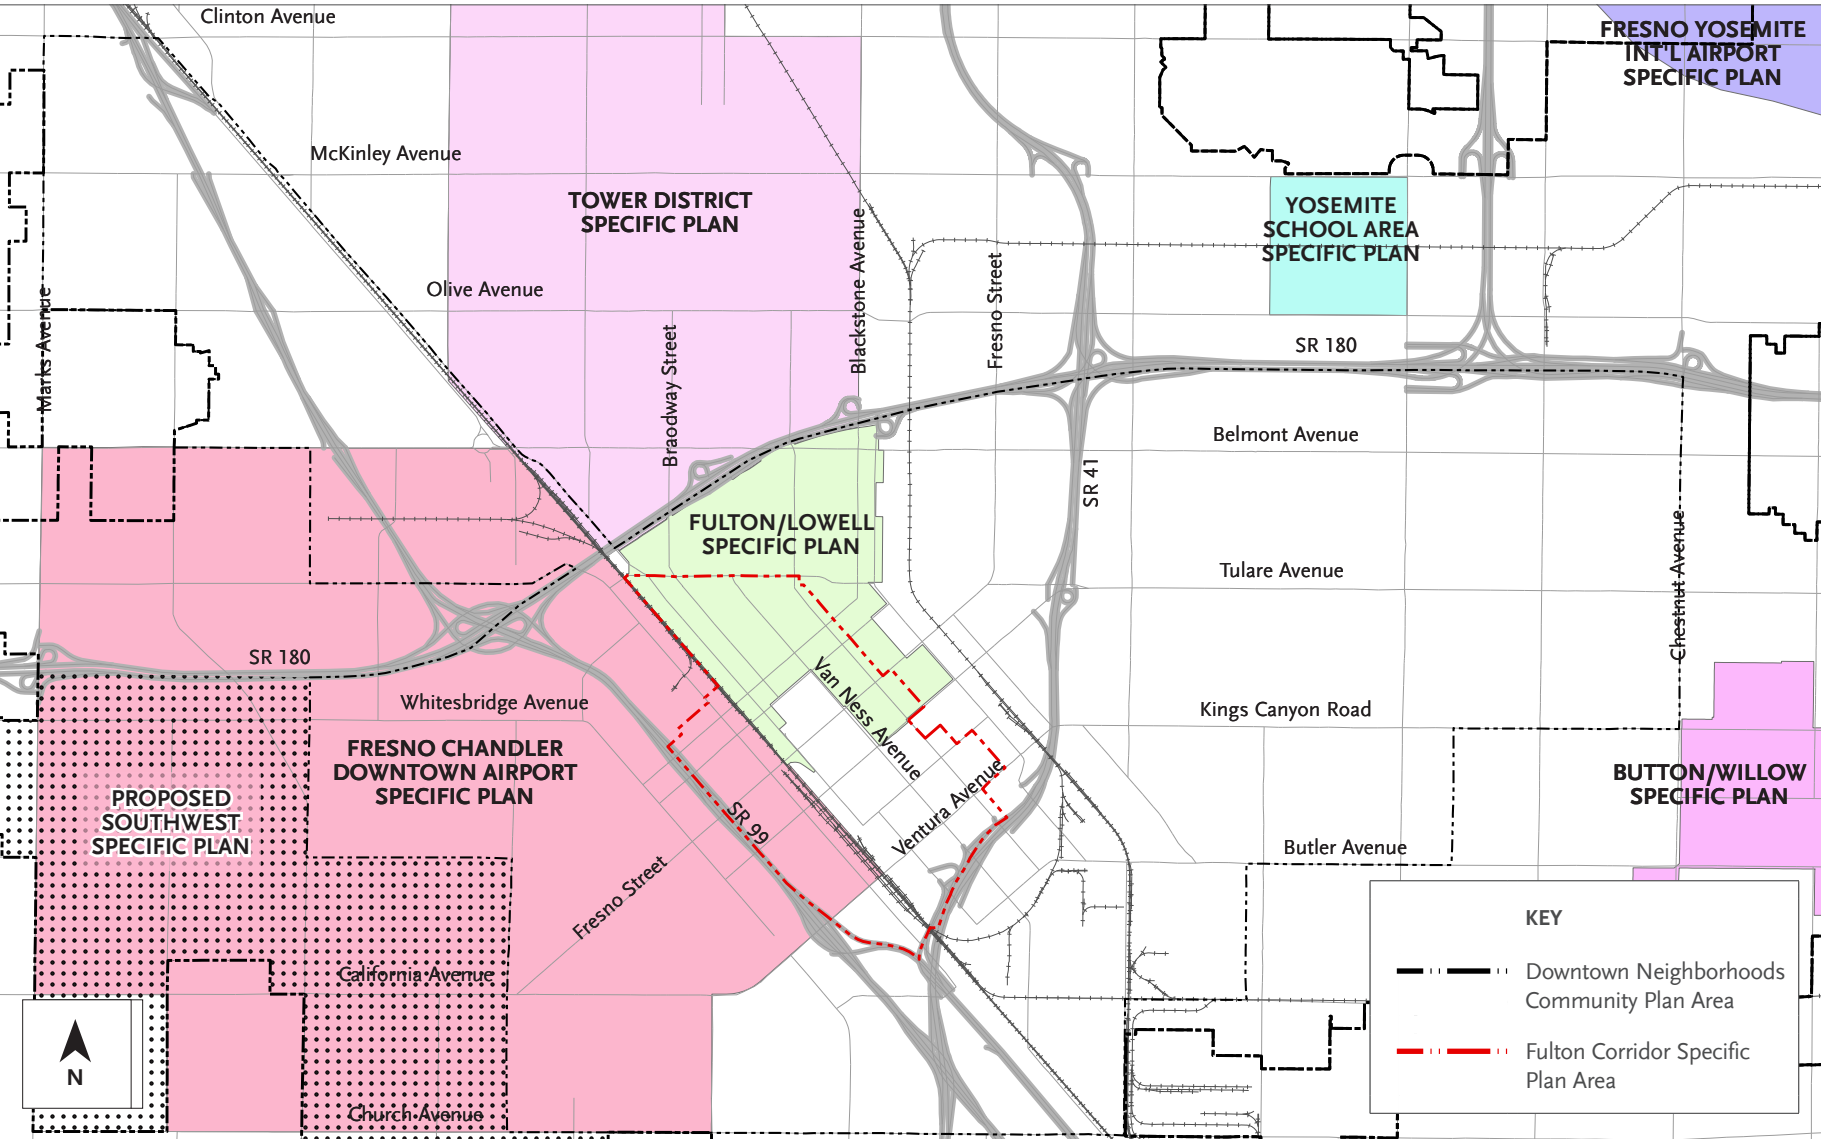 Clinton Avenue
FRESNO YOSEMITE
INT'L AIRPORT
SPECIFIC PLAN
McKinley Avenue
TOWER DISTRICT
SPECIFIC PLAN
YOSEMITE
SCHOOL AREA
SPECIFIC PLAN
Olive Avenue
Marks Avenue
Braodway Street
Blackstone Avenue
Fresno Street
SR 180
Belmont Avenue
SR 41
FULTON/LOWELL
SPECIFIC PLAN
Tulare Avenue
Chestnut Avenue
SR 180
Whitesbridge Avenue
Van Ness Avenue
Kings Canyon Road
FRESNO CHANDLER
DOWNTOWN AIRPORT
SPECIFIC PLAN
BUTTON/WILLOW
SPECIFIC PLAN
PROPOSED
SOUTHWEST
SPECIFIC PLAN
SR 99
Ventura Avenue
Butler Avenue
Fresno Street
California Avenue
Church Avenue
N
KEY
Downtown Neighborhoods
Community Plan Area
Fulton Corridor Specific
Plan Area